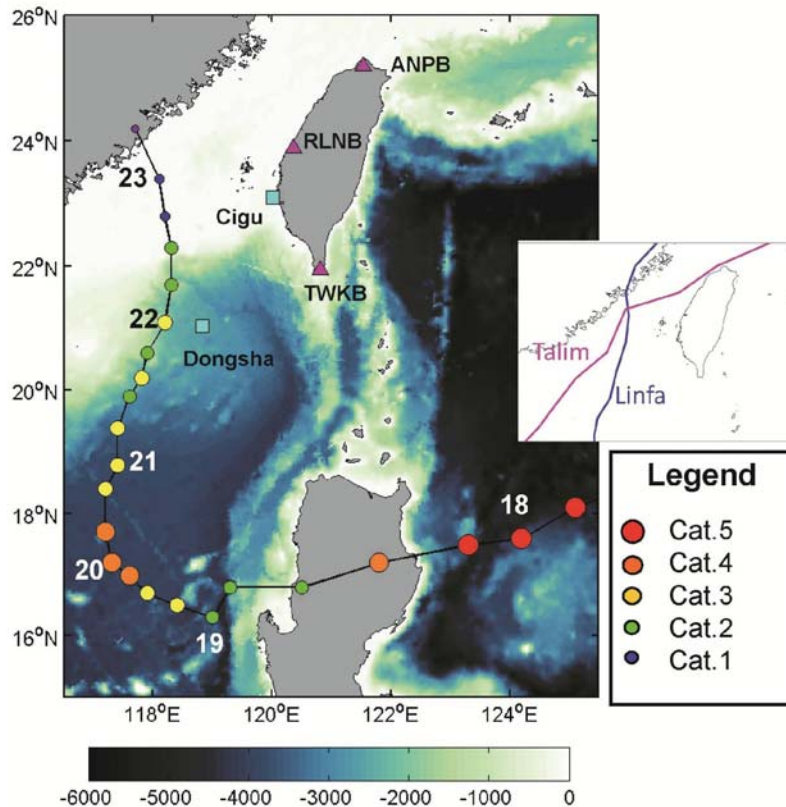 26°N
24°N
22°N
20°N
18°N
16°N
118°E
120°E
122°E
124°E
ANPB
RLNB
Cigu
TWKB
Dongsha
23
22
21
20
19
18
Talim
Linfa
Legend
Cat.5
Cat.4
Cat.3
Cat.2
Cat.1
-6000
-5000
-4000
-3000
-2000
-1000
0